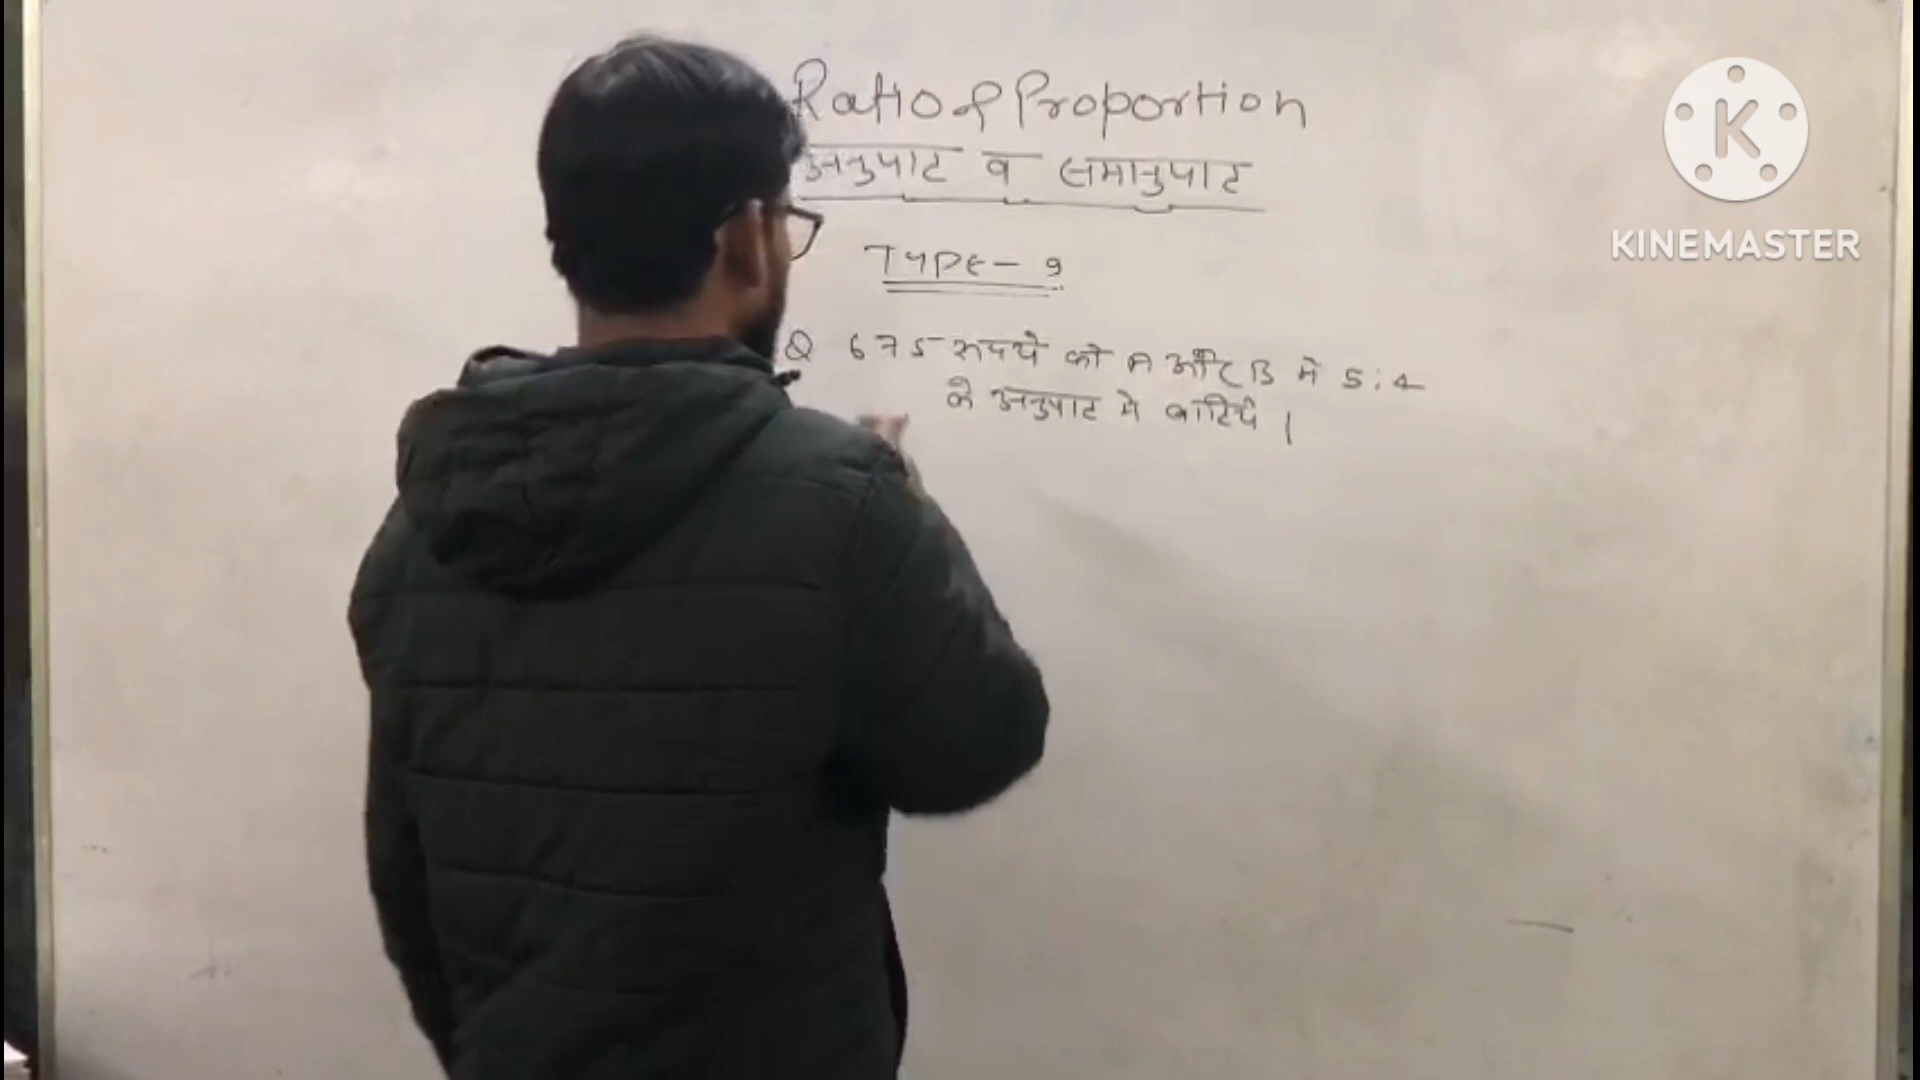 Ratio & Proportion
अनुपात व समानुपात
Type - 9
Q 675 रूपये को A और B में 5:4
के अनुपात मे बांटिये ।
K
KINEMASTER